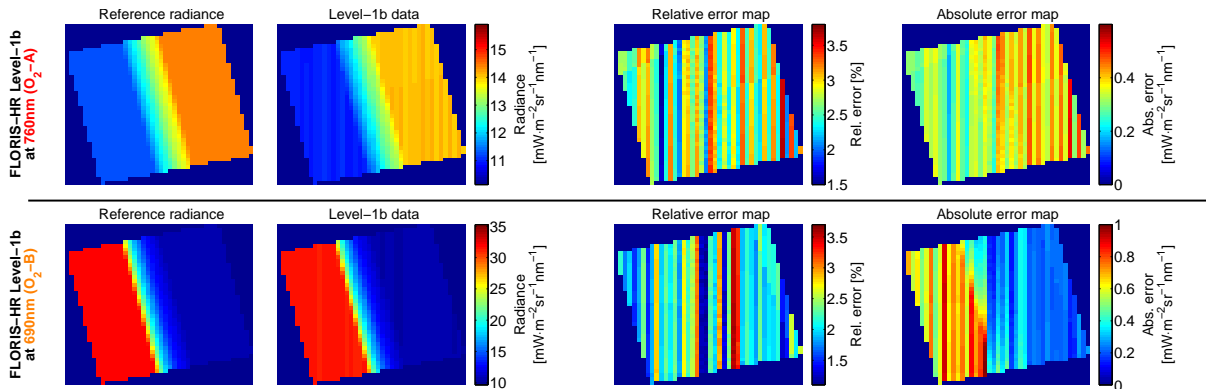 FLORIS−HR Level−1b
at 760nm (O2−A)
Reference radiance
Level−1b data
15
14
13
12
11
Radiance
[mW⋅m−2sr−1nm−1]
Relative error map
3.5
3
2.5
2
1.5
Rel. error [%]
Absolute error map
0.4
0.2
0
Abs. error
[mW⋅m−2sr−1nm−1]
FLORIS−HR Level−1b
at 690nm (O2−B)
Reference radiance
Level−1b data
35
30
25
20
15
10
Radiance
[mW⋅m−2sr−1nm−1]
Relative error map
3.5
3
2.5
2
1.5
Rel. error [%]
Absolute error map
1
0.8
0.6
0.4
0.2
0
Abs. error
[mW⋅m−2sr−1nm−1]